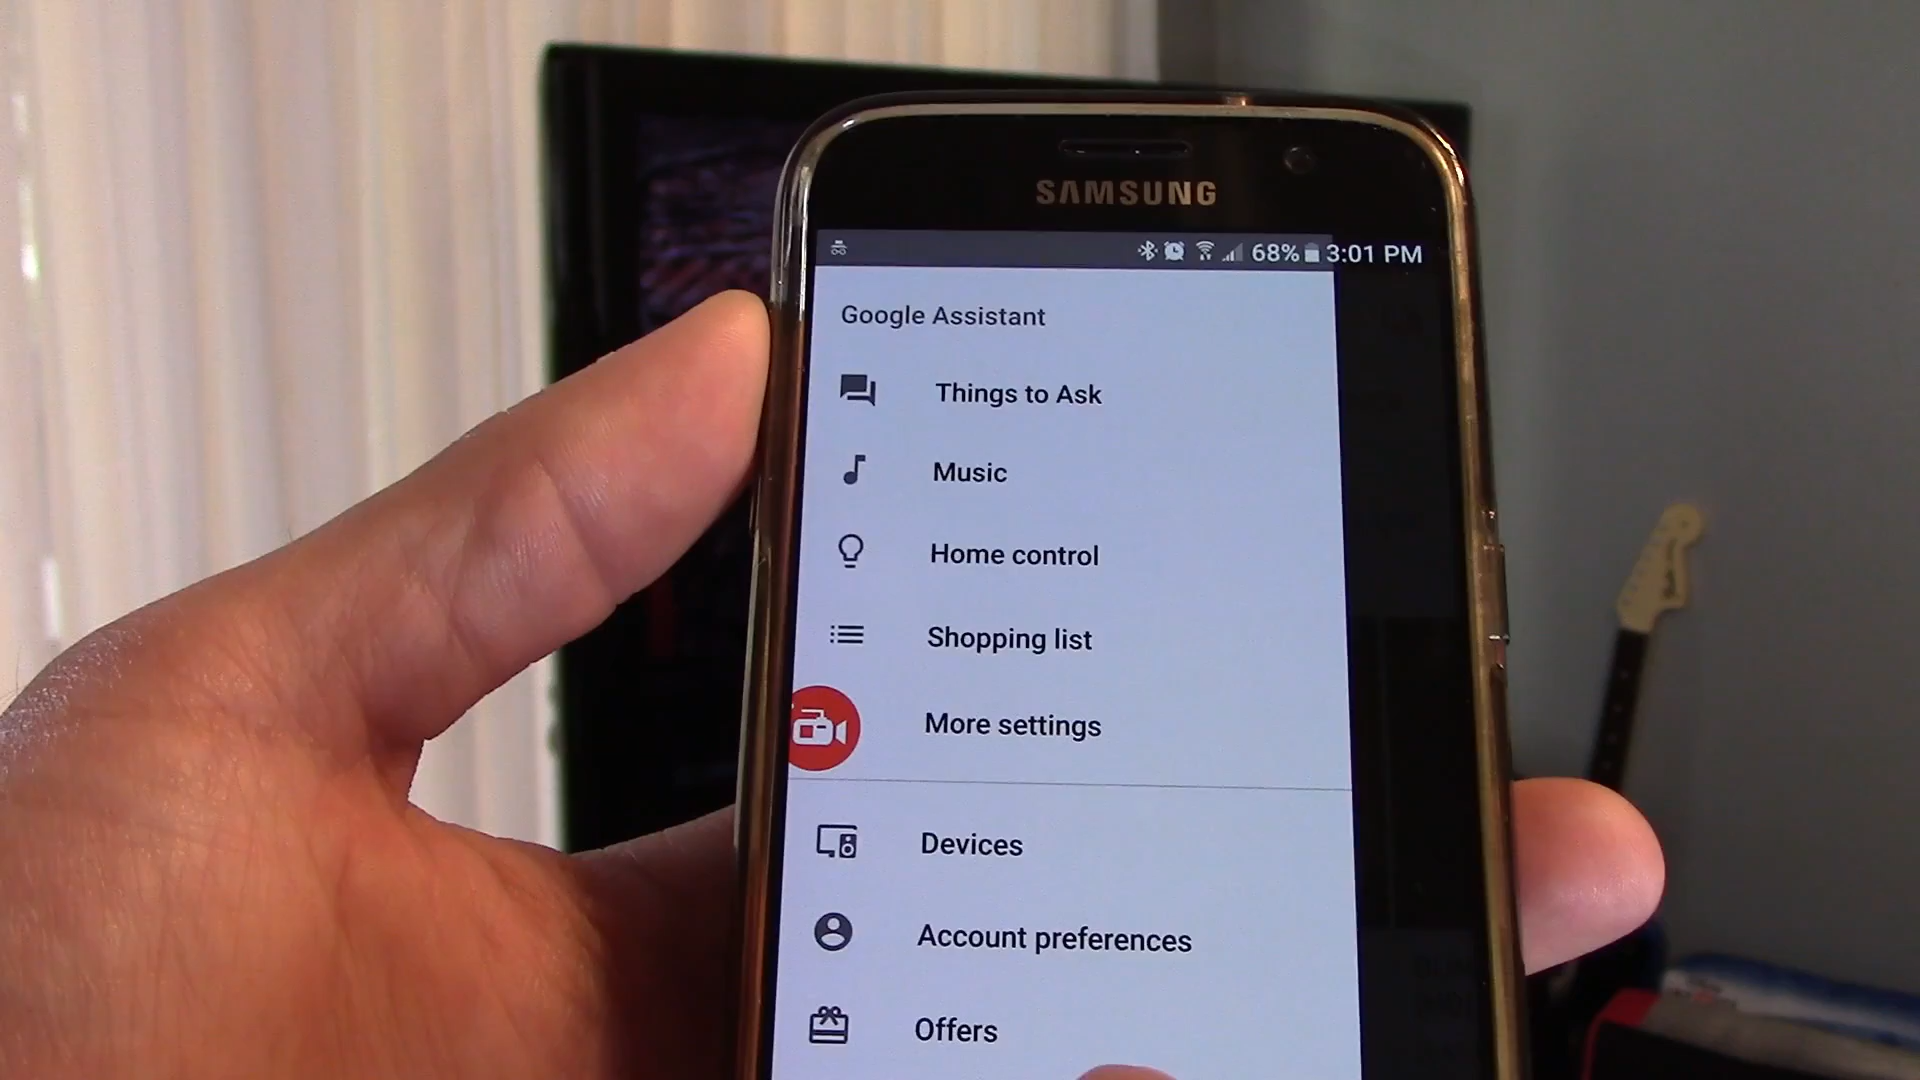 SAMSUNG
68% 3:01 PM
Google Assistant
Things to Ask
Music
Home control
Shopping list
More settings
Devices
Account preferences
Offers